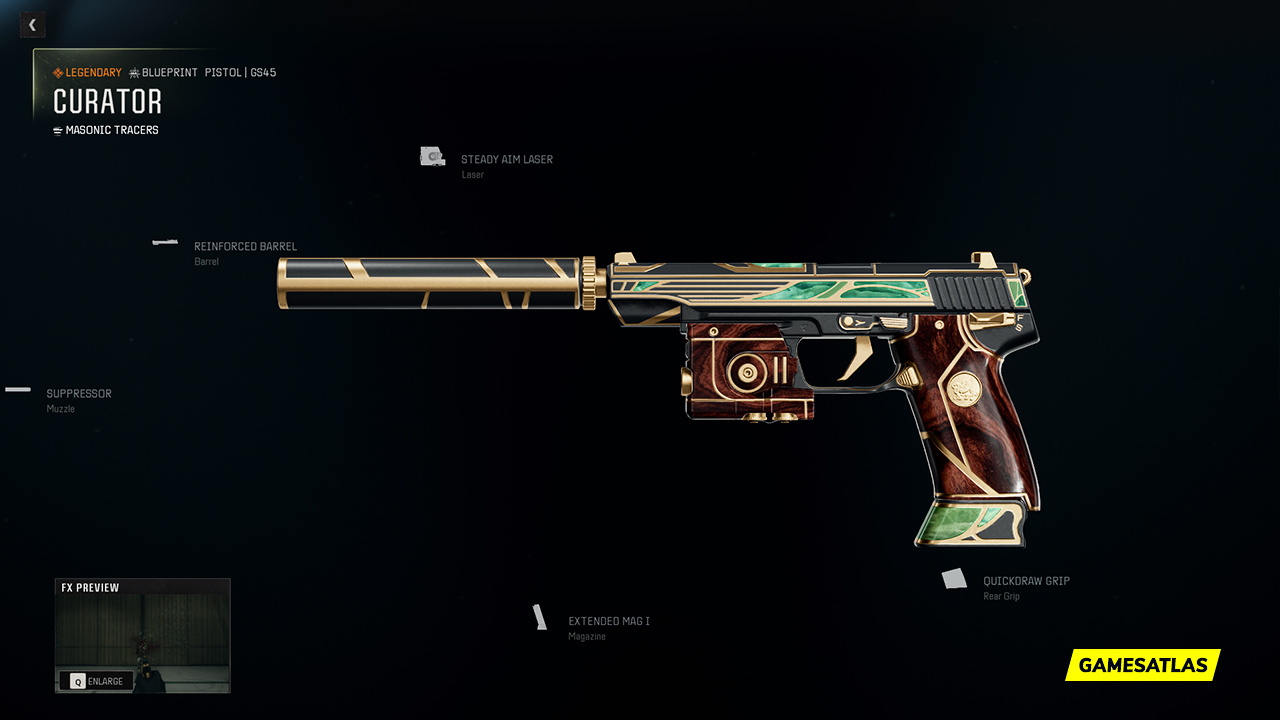 LEGENDARY BLUEPRINT PISTOL | GS45
CURATOR
MASONIC TRACERS
STEADY AIM LASER
Laser
REINFORCED BARREL
Barrel
SUPPRESSOR
Muzzle
F
S
FX PREVIEW
Q ENLARGE
EXTENDED MAG I
Magazine
QUICKDRAW GRIP
Rear Grip
GAMESATLAS